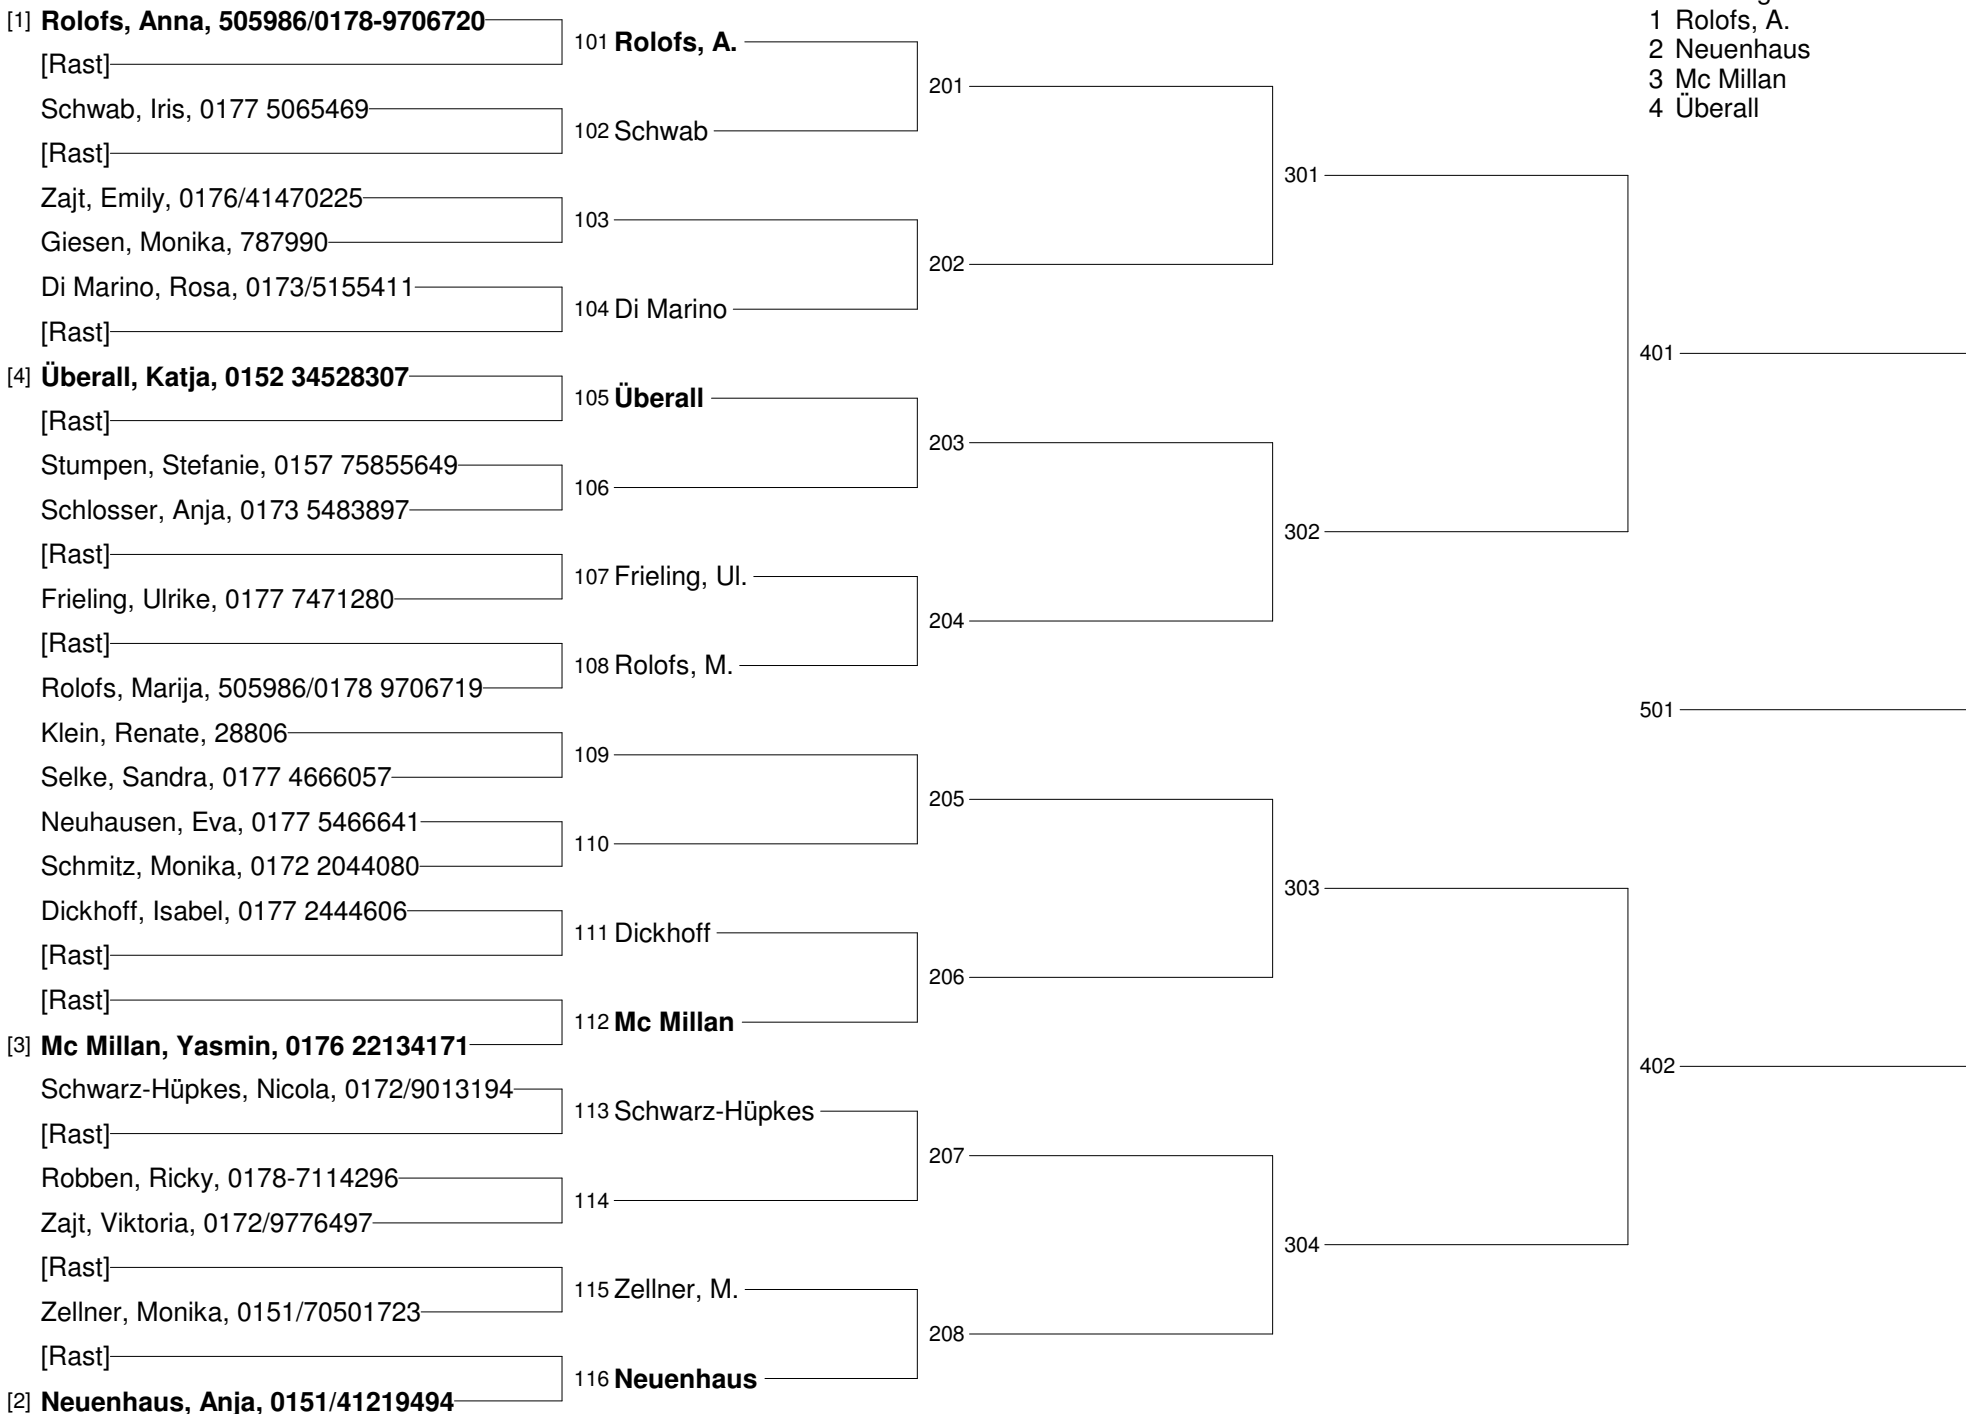 [1] Rolofs, Anna, 505986/0178-9706720
[Rast]
101 Rolofs, A.
Schwab, Iris, 0177 5065469
[Rast]
102 Schwab
201
Zajt, Emily, 0176/41470225
Giesen, Monika, 787990
103
Di Marino, Rosa, 0173/5155411
[Rast]
104 Di Marino
202
301
[4] Überall, Katja, 0152 34528307
[Rast]
105 Überall
Stumpen, Stefanie, 0157 75855649
Schlosser, Anja, 0173 5483897
106
203
[Rast]
Frieling, Ulrike, 0177 7471280
107 Frieling, Ul.
[Rast]
Rolofs, Marija, 505986/0178 9706719
108 Rolofs, M.
204
302
401
Klein, Renate, 28806
Selke, Sandra, 0177 4666057
109
Neuhausen, Eva, 0177 5466641
Schmitz, Monika, 0172 2044080
110
205
Dickhoff, Isabel, 0177 2444606
[Rast]
111 Dickhoff
[Rast]
[3] Mc Millan, Yasmin, 0176 22134171
112 Mc Millan
206
303
Schwarz-Hüpkes, Nicola, 0172/9013194
[Rast]
113 Schwarz-Hüpkes
Robben, Ricky, 0178-7114296
Zajt, Viktoria, 0172/9776497
114
207
[Rast]
Zellner, Monika, 0151/70501723
115 Zellner, M.
[Rast]
[2] Neuenhaus, Anja, 0151/41219494
116 Neuenhaus
208
304
402
501
1 Rolofs, A.
2 Neuenhaus
3 Mc Millan
4 Überall